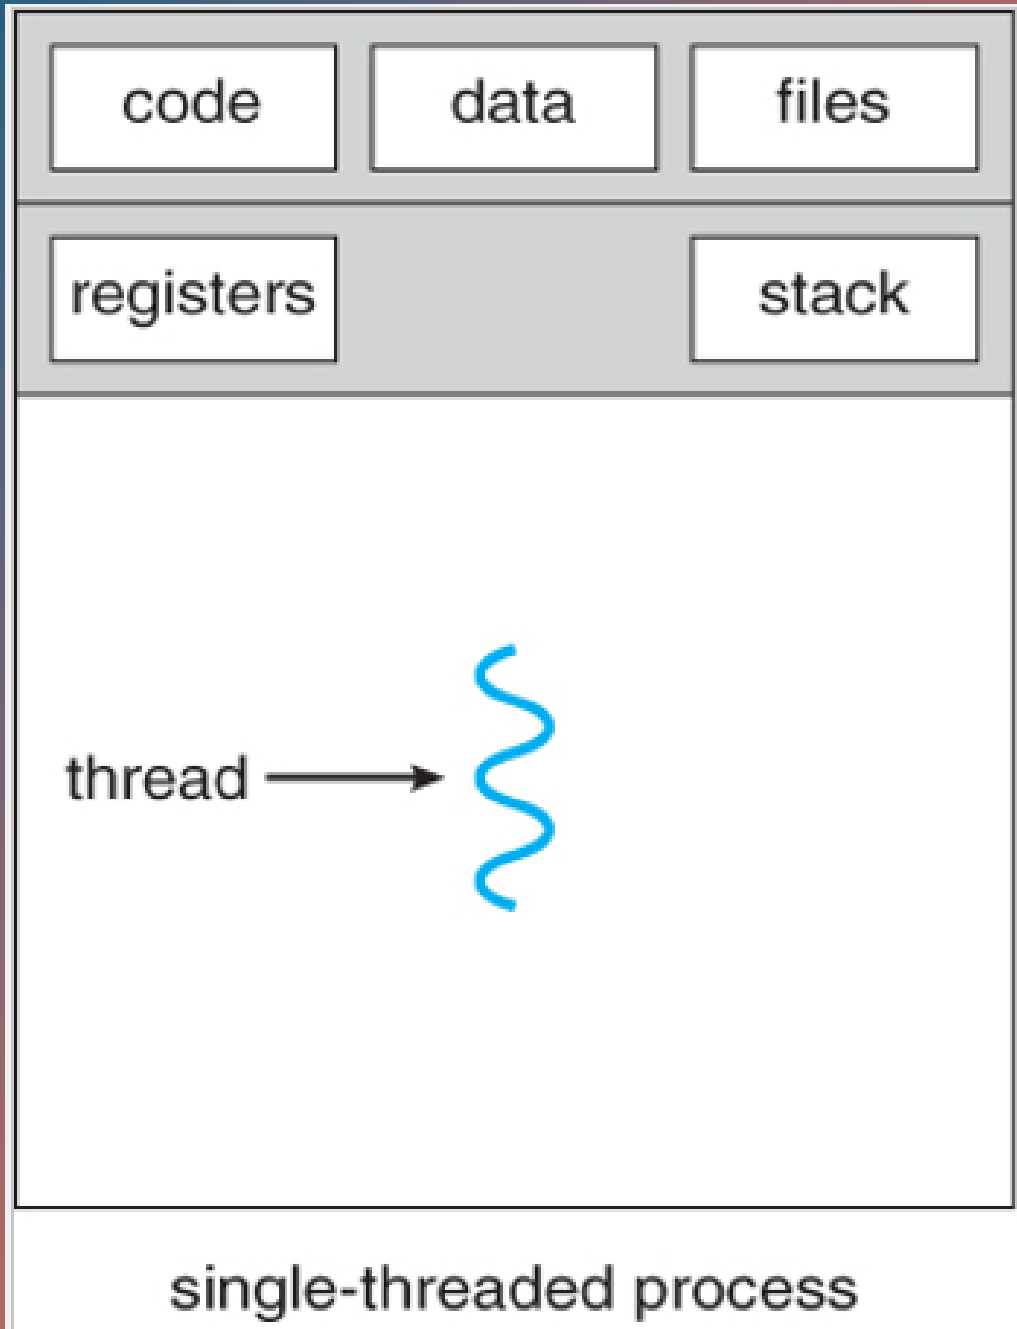 code data files
registers stack
thread
single-threaded process